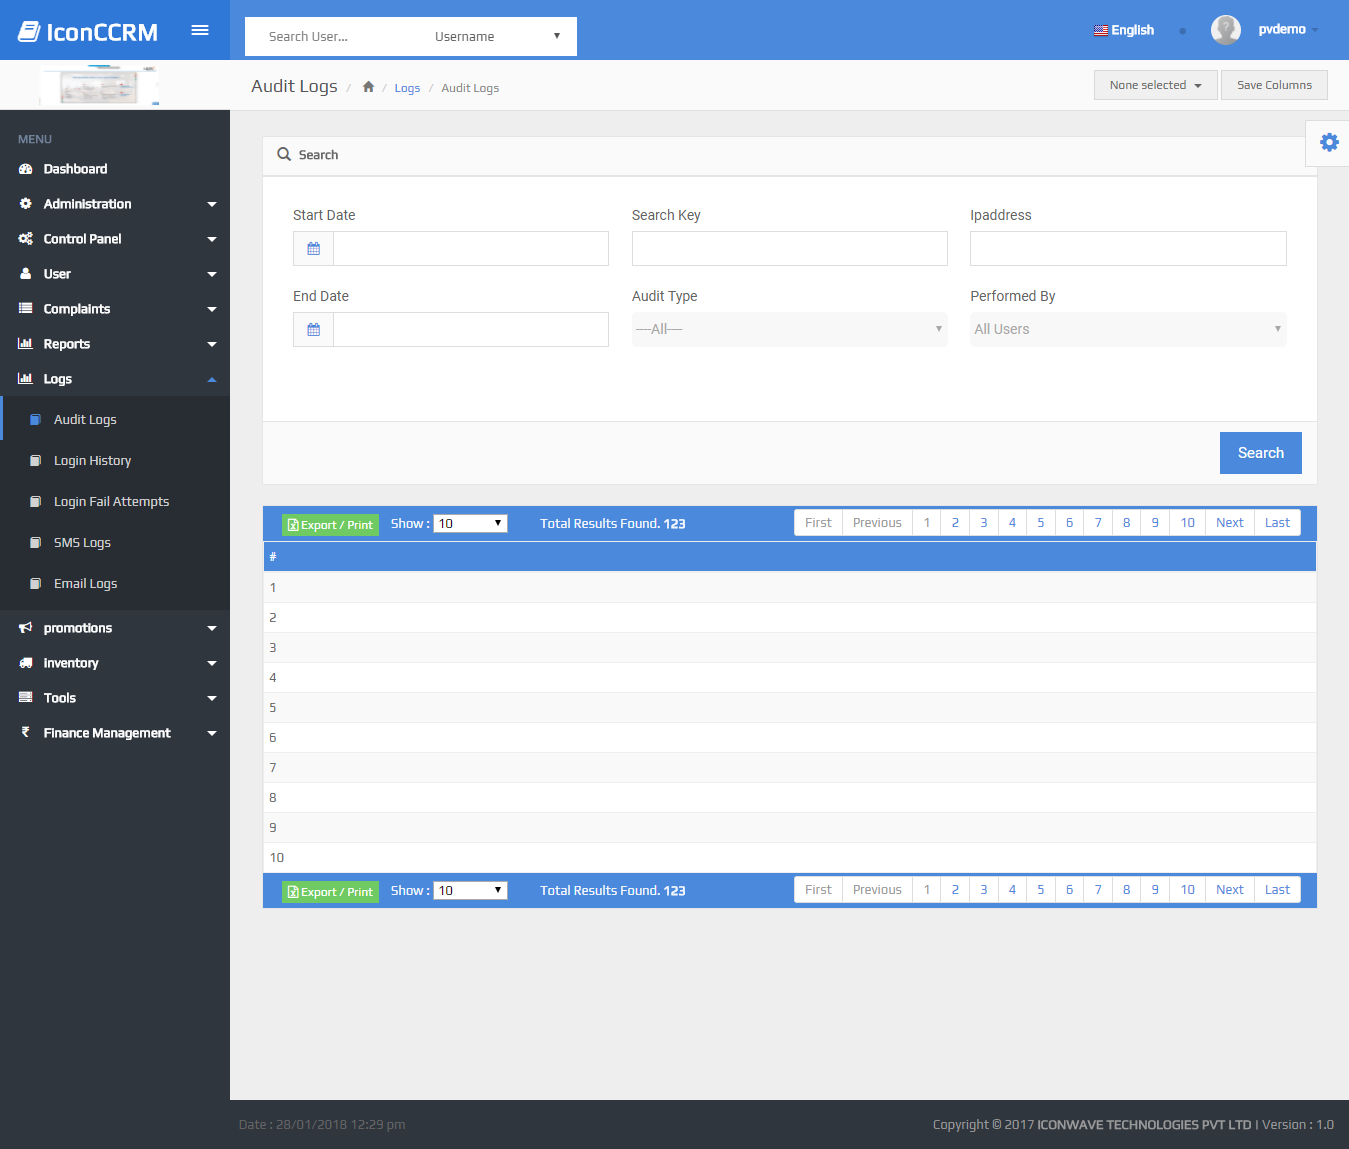 IconCCRM
Search User...
Username
English
pvdemo
Audit Logs / / Logs / Audit Logs
None selected
Save Columns
MENU
Dashboard
Administration
Control Panel
User
Complaints
Reports
Logs
Audit Logs
Login History
Login Fail Attempts
SMS Logs
Email Logs
promotions
inventory
Tools
Finance Management
Search
Start Date
Search Key
Ipaddress
End Date
Audit Type
Performed By
---All---
All Users
Search
Export / Print Show : 10 Total Results Found. 123 First Previous 1 2 3 4 5 6 7 8 9 10 Next Last
#
1
2
3
4
5
6
7
8
9
10
Export / Print Show : 10 Total Results Found. 123 First Previous 1 2 3 4 5 6 7 8 9 10 Next Last
Date : 28/01/2018 12:29 pm
Copyright © 2017 ICONWAVE TECHNOLOGIES PVT LTD | Version : 1.0